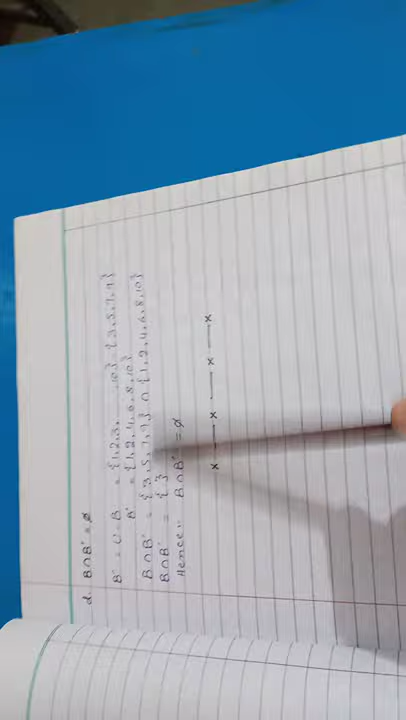 d. B∩B' = ∅
B' = U - B = {1,2,3, ......10} - {3,5,7,9}
B' = {1,2,4,6,8,10}
B∩B' = {3,5,7,9} ∩ {1,2,4,6,8,10}
B∩B' = { }
Hence: B∩B' = ∅
x — x — x — x